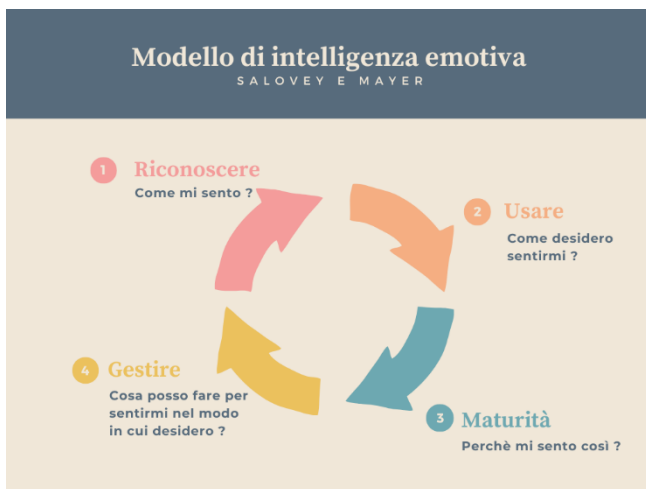 Modello di intelligenza emotiva
SALOVEY E MAYER
1 Riconoscere
Come mi sento ?
2 Usare
Come desidero
sentirmi ?
3 Maturità
Perchè mi sento così ?
4 Gestire
Cosa posso fare per
sentirmi nel modo
in cui desidero ?